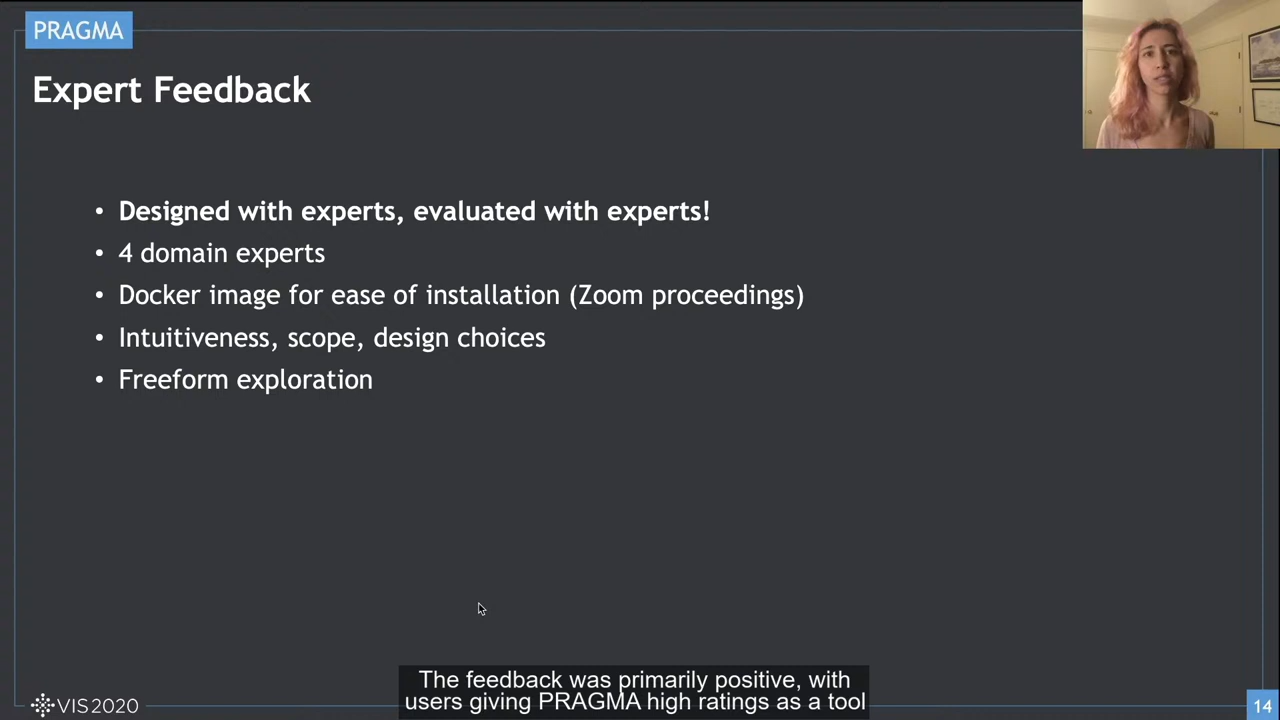 PRAGMA
Expert Feedback
• Designed with experts, evaluated with experts!
• 4 domain experts
• Docker image for ease of installation (Zoom proceedings)
• Intuitiveness, scope, design choices
• Freeform exploration
The feedback was primarily positive, with
users giving PRAGMA high ratings as a tool
VIS2020
14